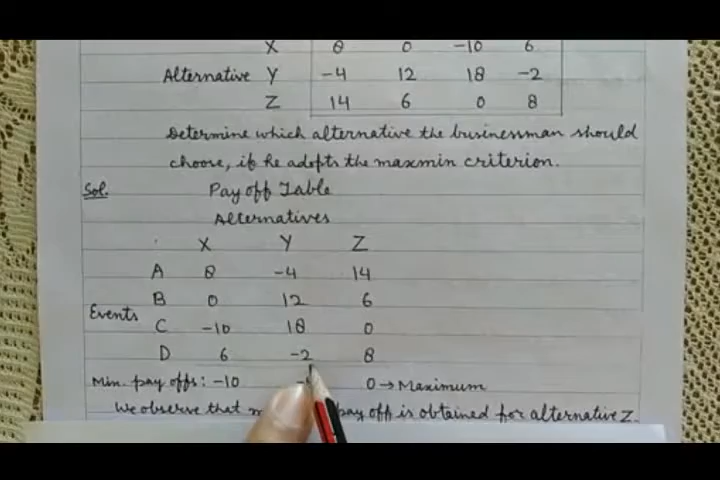 X 8 0 -10 6
Alternative Y -4 12 18 -2
Z 14 6 0 8
Determine which alternative the businessman should
choose, if he adopts the maxmin criterion.
Sol. Pay off Table
Alternatives
X Y Z
A 8 -4 14
B 0 12 6
Events
C -10 18 0
D 6 -2 8
Min. pay offs: -10 0 → Maximum
We observe that pay off is obtained for alternative Z.